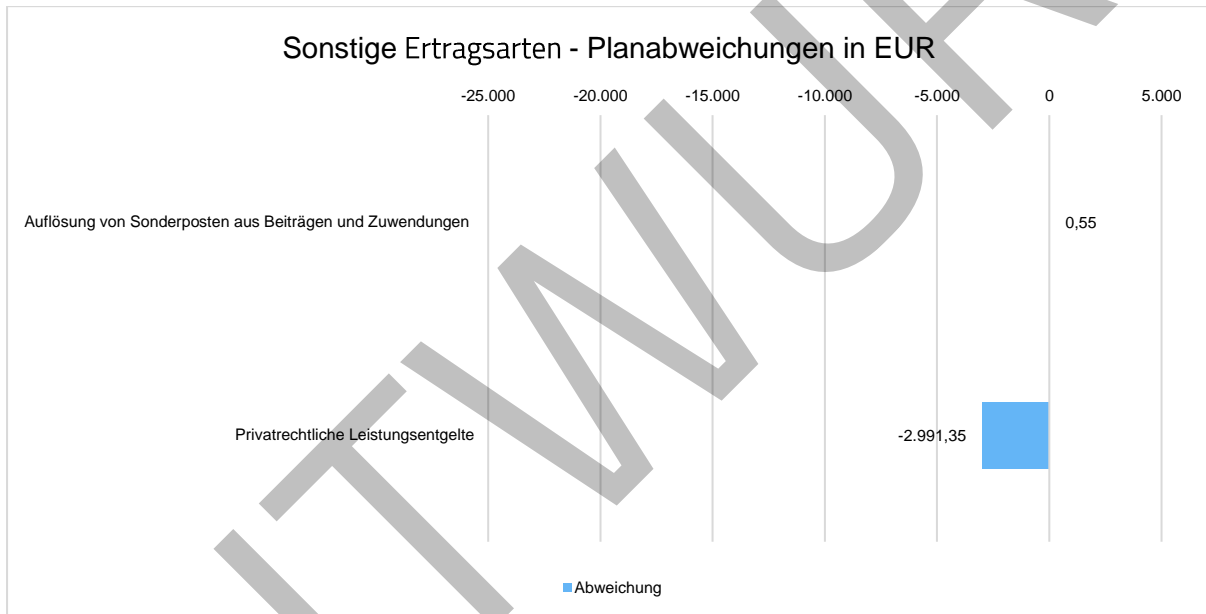 Sonstige Ertragsarten - Planabweichungen in EUR
-25.000 -20.000 -15.000 -10.000 -5.000 0 5.000
Auflösung von Sonderposten aus Beiträgen und Zuwendungen 0,55
Privatrechtliche Leistungsentgelte -2.991,35
Abweichung